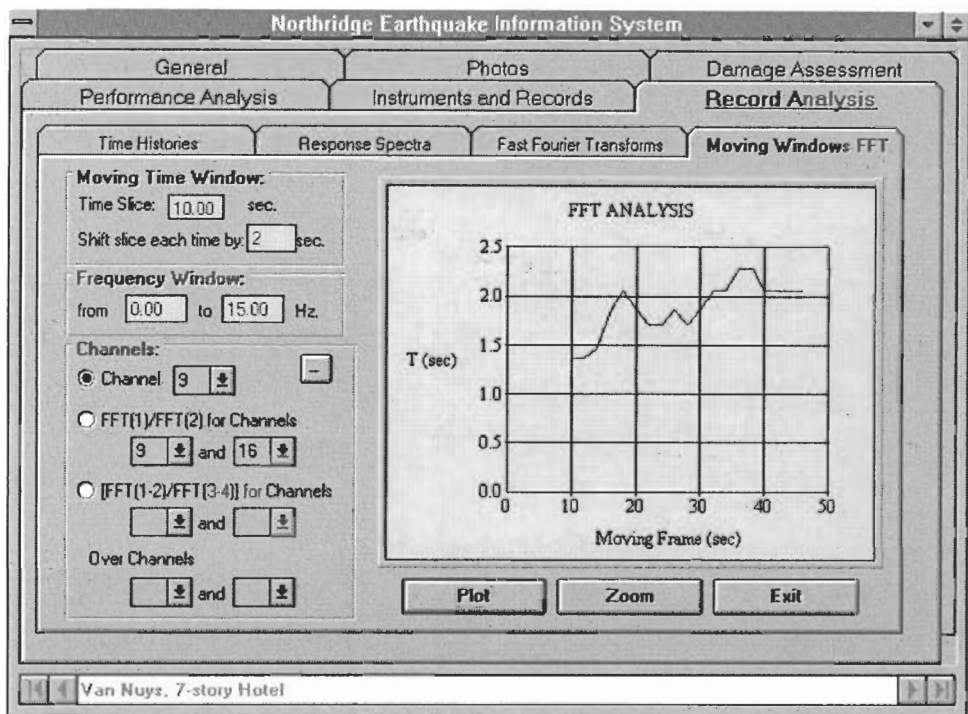 Northridge Earthquake Information System
General Photos Damage Assessment
Performance Analysis Instruments and Records Record Analysis
Time Histories Response Spectra Fast Fourier Transforms Moving Windows FFT
Moving Time Window:
Time Slice: 10.00 sec.
Shift slice each time by: 2 sec.
Frequency Window:
from 0.00 to 15.00 Hz.
Channels:
Channel 9 -
FFT(1)/FFT(2) for Channels
9 and 16
[FFT(1-2)/FFT(3-4)] for Channels
and
Over Channels
and
FFT ANALYSIS
2.5
2.0
1.5
T (sec)
1.0
0.5
0.0
0 10 20 30 40 50
Moving Frame (sec)
Plot Zoom Exit
Van Nuys, 7-story Hotel